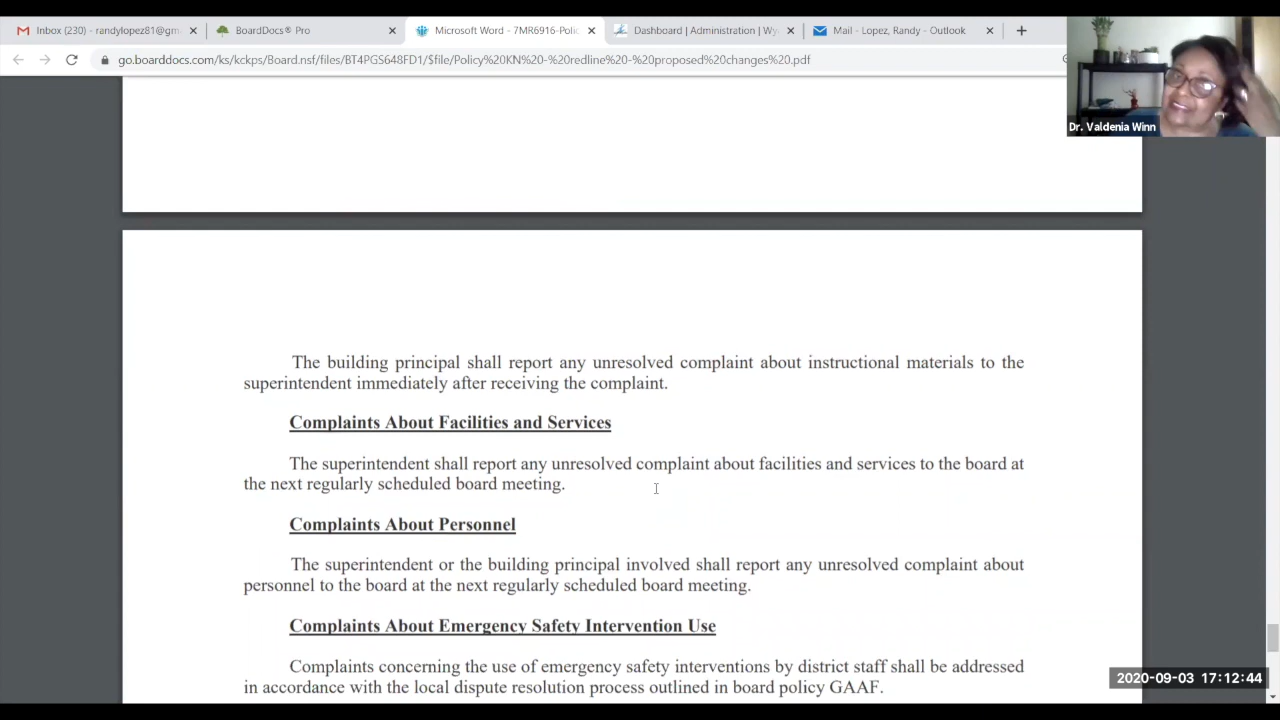 Inbox (230) - randylopez81@gm
BoardDocs® Pro
Microsoft Word - 7MR6916-Polic
Dashboard | Administration | Wy
Mail - Lopez, Randy - Outlook
go.boarddocs.com/ks/kckps/Board.nsf/files/BT4PGS648FD1/$file/Policy%20KN%20-%20redline%20-%20proposed%20changes%20.pdf
Dr. Valdenia Winn
The building principal shall report any unresolved complaint about instructional materials to the
superintendent immediately after receiving the complaint.
Complaints About Facilities and Services
The superintendent shall report any unresolved complaint about facilities and services to the board at
the next regularly scheduled board meeting.
Complaints About Personnel
The superintendent or the building principal involved shall report any unresolved complaint about
personnel to the board at the next regularly scheduled board meeting.
Complaints About Emergency Safety Intervention Use
Complaints concerning the use of emergency safety interventions by district staff shall be addressed
in accordance with the local dispute resolution process outlined in board policy GAAF.
2020-09-03 17:12:44